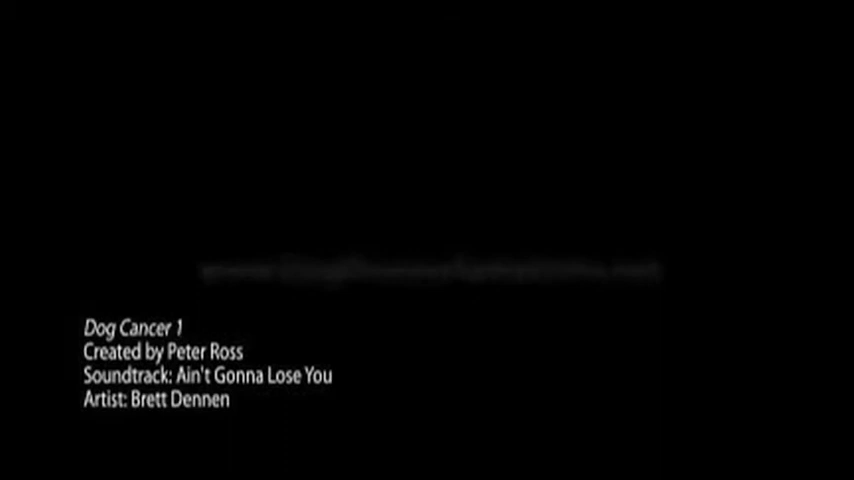 Dog Cancer 1
Created by Peter Ross
Soundtrack: Ain't Gonna Lose You
Artist: Brett Dennen